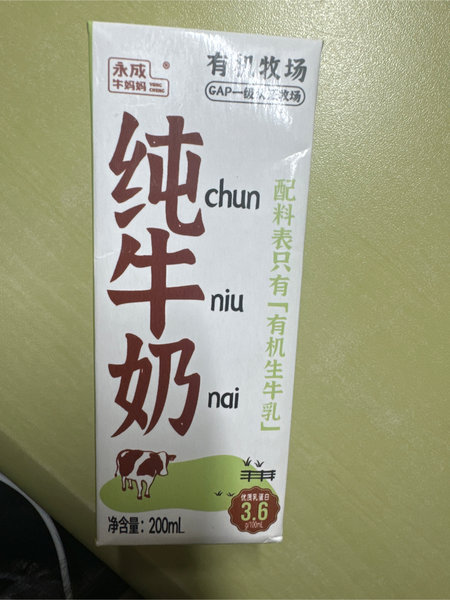 永成®
牛妈妈 YONG CHENG
有机牧场
GAP一级认证牧场
纯 chun
牛 niu
奶 nai
配料表只有「有机生牛乳」
优质乳蛋白
3.6
g/100mL
净含量：200mL